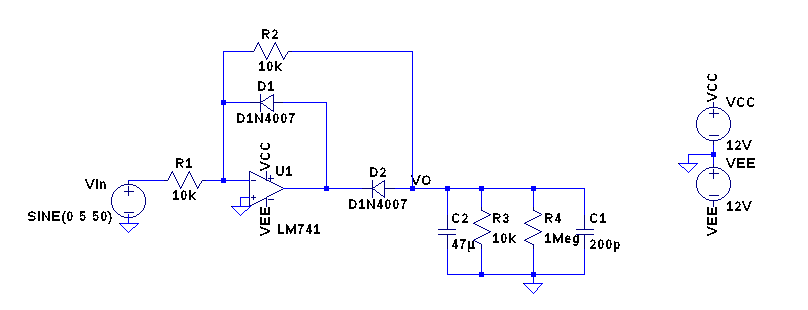 R2
10k
D1
D1N4007
VCC
U1
R1
10k
Vin
SINE(0 5 50)
VEE
LM741
D2
D1N4007
VO
C2
47µ
R3
10k
R4
1Meg
C1
200p
VCC
VCC
12V
VEE
12V
VEE